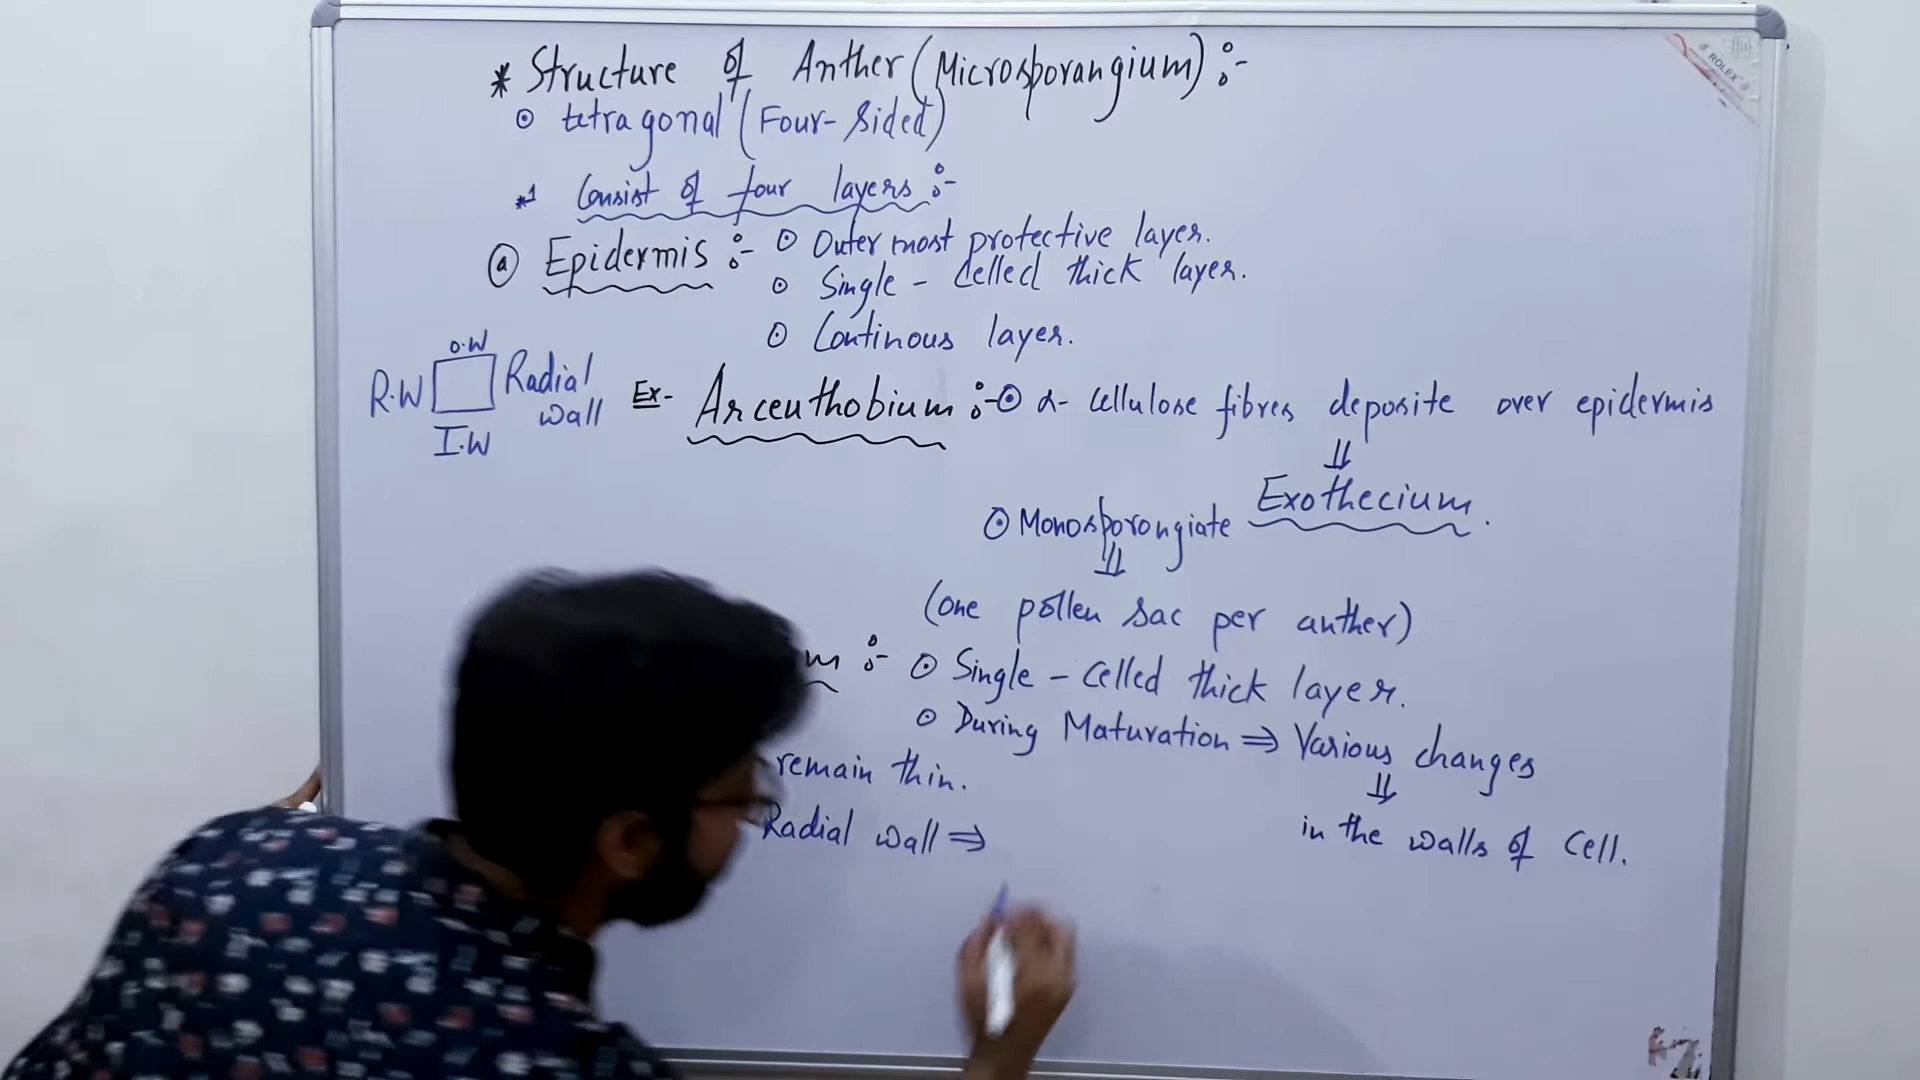 * Structure of Anther (Microsporangium) :-
⊙ tetragonal (Four-Sided)
*1 Consist of four layers :-
(a) Epidermis :- ⊙ Outer most protective layer.
⊙ Single - Celled thick layer.
⊙ Continous layer.
O.W
R.W Radial wall
I.W
Ex- Arceuthobium :- ⊙ α- Cellulose fibres deposite over epidermis
⇓
Exothecium.
⊙ Monosporongiate
⇓
(one pollen sac per anther)
:- ⊙ Single - Celled thick layer.
⊙ During Maturation ⇒ Various changes
⇓
in the walls of Cell.
remain thin.
Radial wall ⇒
ROLEX